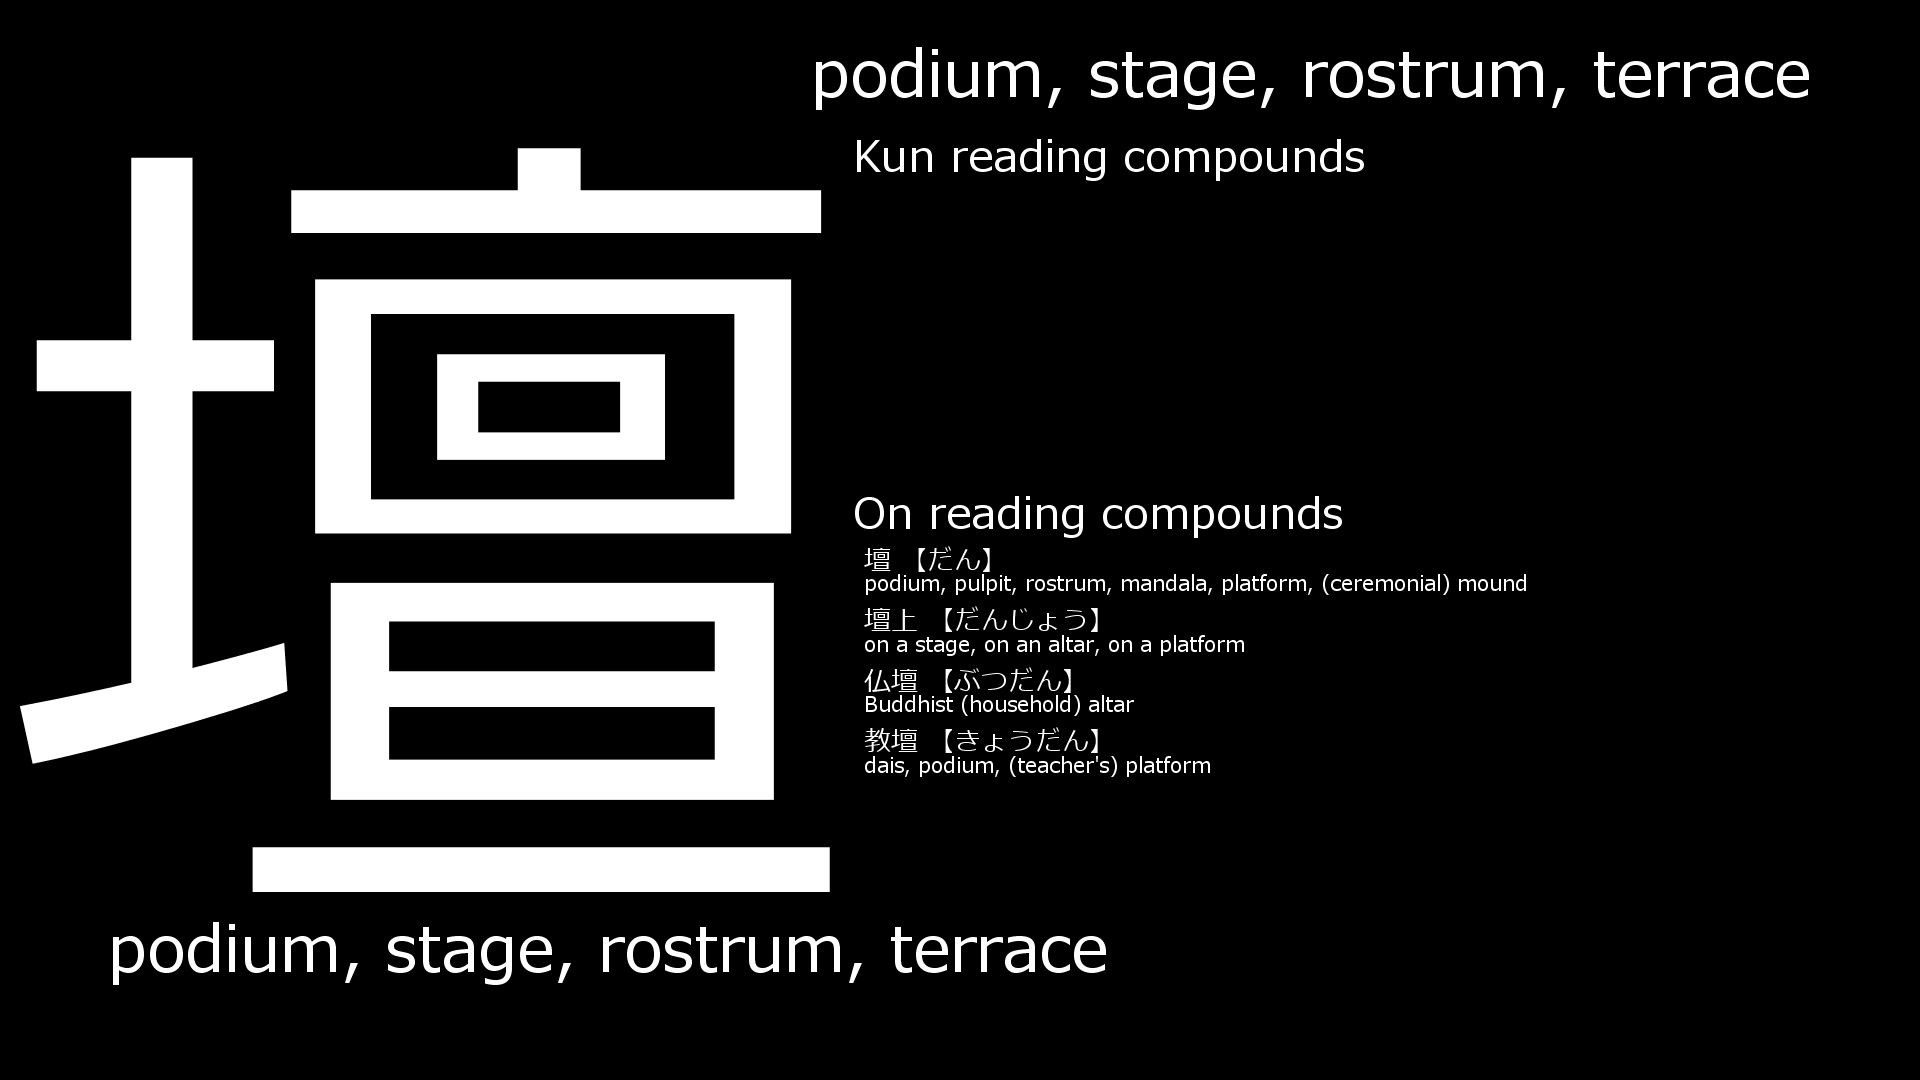 podium, stage, rostrum, terrace
壇
Kun reading compounds
On reading compounds
壇 【だん】
podium, pulpit, rostrum, mandala, platform, (ceremonial) mound
壇上 【だんじょう】
on a stage, on an altar, on a platform
仏壇 【ぶつだん】
Buddhist (household) altar
教壇 【きょうだん】
dais, podium, (teacher's) platform
podium, stage, rostrum, terrace